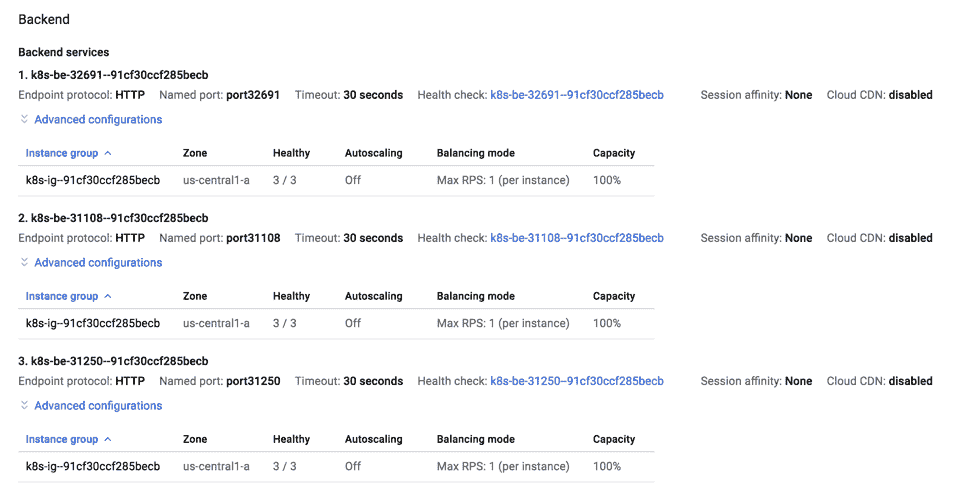 Backend
Backend services
1. k8s-be-32691--91cf30ccf285becb
Endpoint protocol: HTTP Named port: port32691 Timeout: 30 seconds Health check: k8s-be-32691--91cf30ccf285becb Session affinity: None Cloud CDN: disabled
Advanced configurations
Instance group Zone Healthy Autoscaling Balancing mode Capacity
k8s-ig--91cf30ccf285becb us-central1-a 3 / 3 Off Max RPS: 1 (per instance) 100%
2. k8s-be-31108--91cf30ccf285becb
Endpoint protocol: HTTP Named port: port31108 Timeout: 30 seconds Health check: k8s-be-31108--91cf30ccf285becb Session affinity: None Cloud CDN: disabled
Advanced configurations
Instance group Zone Healthy Autoscaling Balancing mode Capacity
k8s-ig--91cf30ccf285becb us-central1-a 3 / 3 Off Max RPS: 1 (per instance) 100%
3. k8s-be-31250--91cf30ccf285becb
Endpoint protocol: HTTP Named port: port31250 Timeout: 30 seconds Health check: k8s-be-31250--91cf30ccf285becb Session affinity: None Cloud CDN: disabled
Advanced configurations
Instance group Zone Healthy Autoscaling Balancing mode Capacity
k8s-ig--91cf30ccf285becb us-central1-a 3 / 3 Off Max RPS: 1 (per instance) 100%